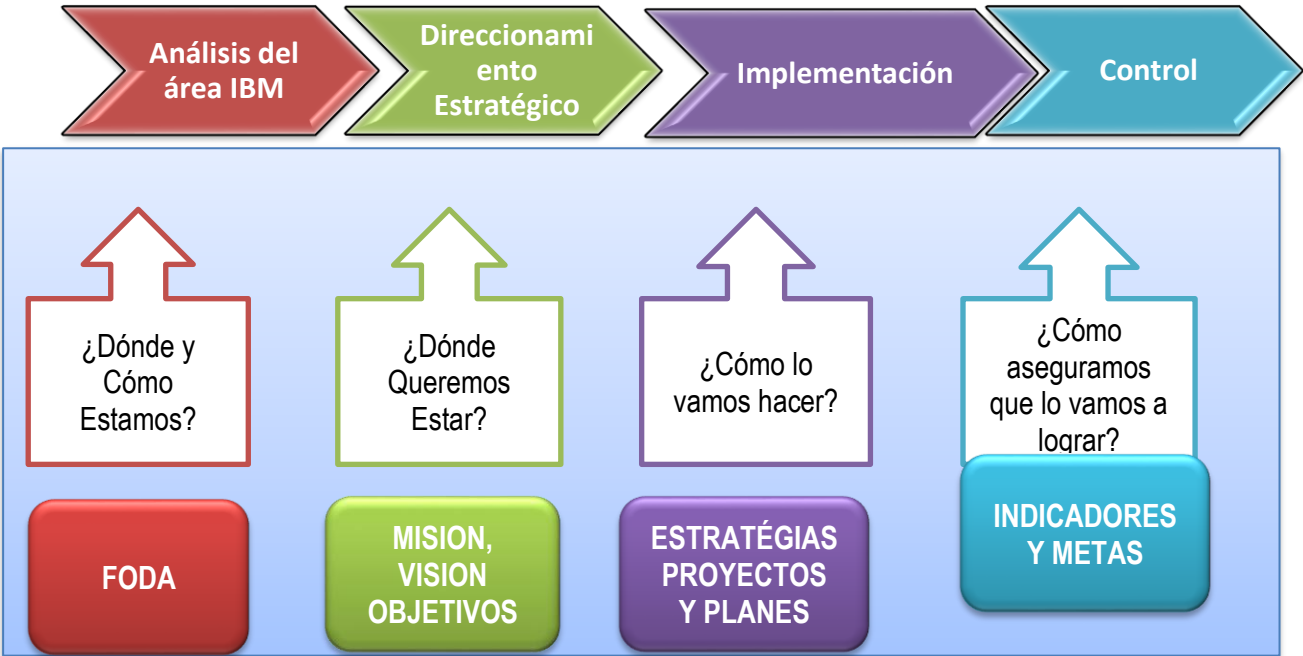 Análisis del
área IBM
Direccionami
ento
Estratégico
Implementación
Control
¿Dónde y
Cómo
Estamos?
¿Dónde
Queremos
Estar?
¿Cómo lo
vamos hacer?
¿Cómo
aseguramos
que lo vamos a
lograr?
FODA
MISION,
VISION
OBJETIVOS
ESTRATÉGIAS
PROYECTOS
Y PLANES
INDICADORES
Y METAS